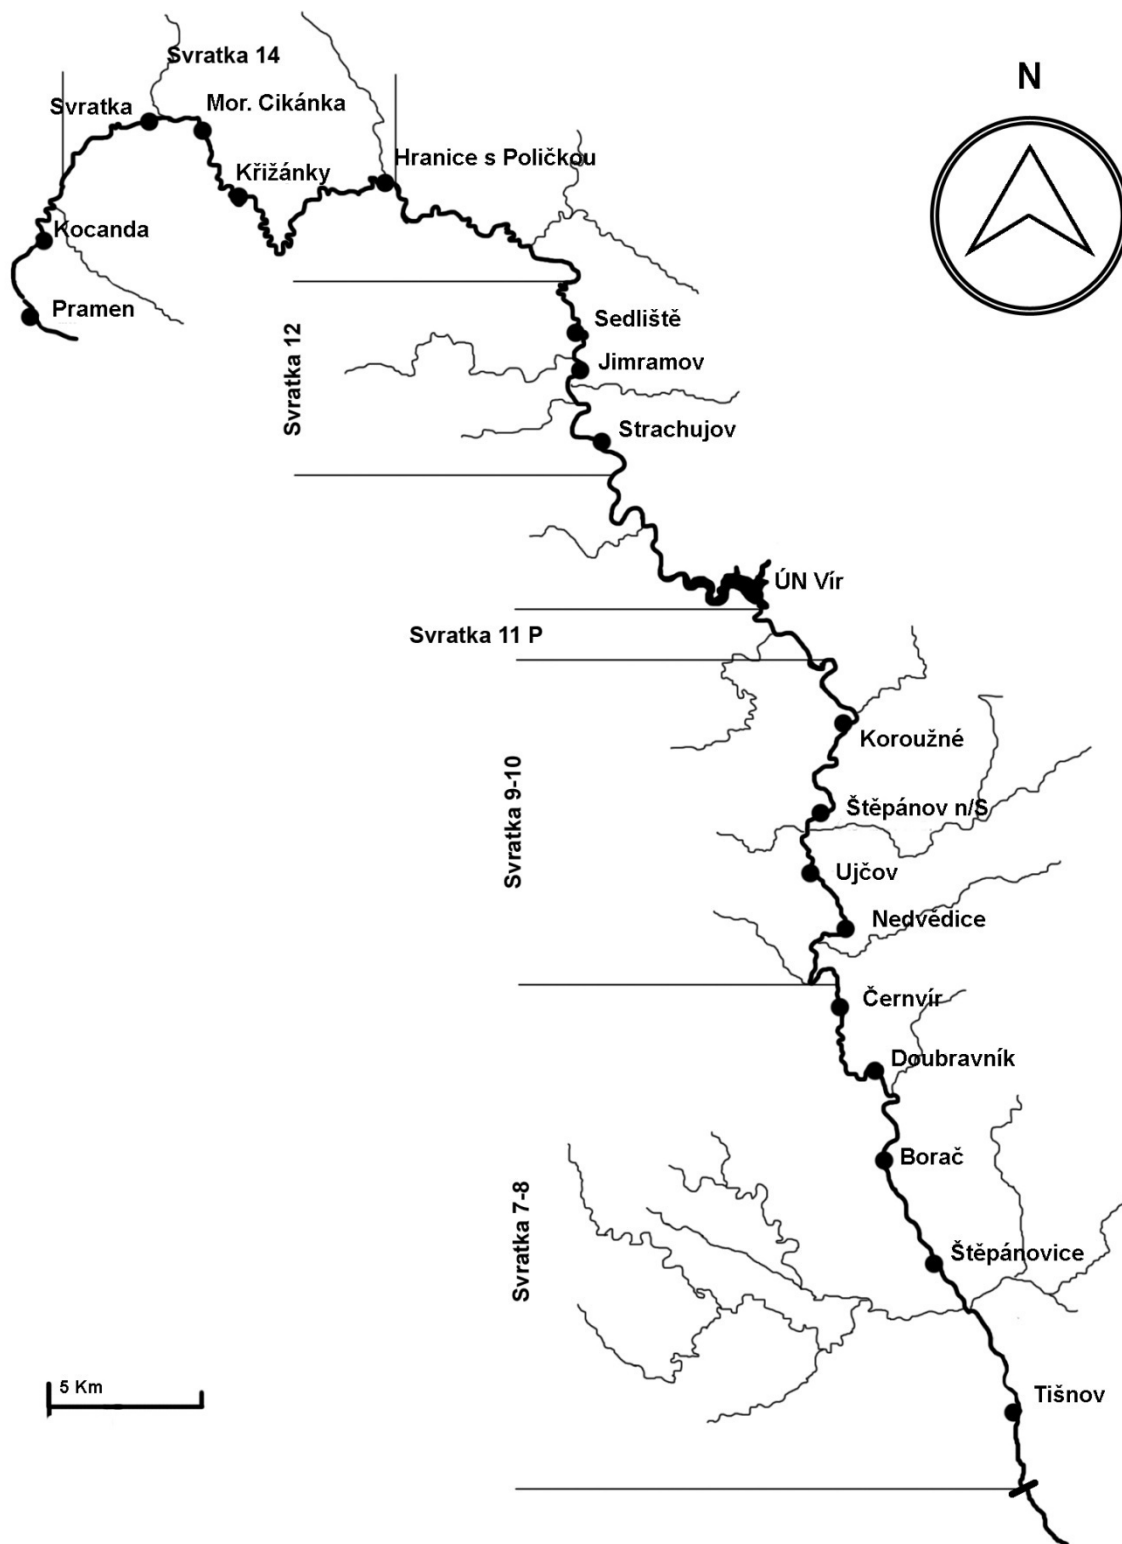 Svratka 14
N
Svratka
Mor. Cikánka
Hranice s Poličkou
Křižánky
Kocanda
Pramen
Sedliště
Svratka 12
Jimramov
Strachujov
ÚN Vír
Svratka 11 P
Koroužné
Svratka 9-10
Štěpánov n/S
Ujčov
Nedvědice
Černvír
Doubravník
Borač
Svratka 7-8
Štěpánovice
5 Km
Tišnov